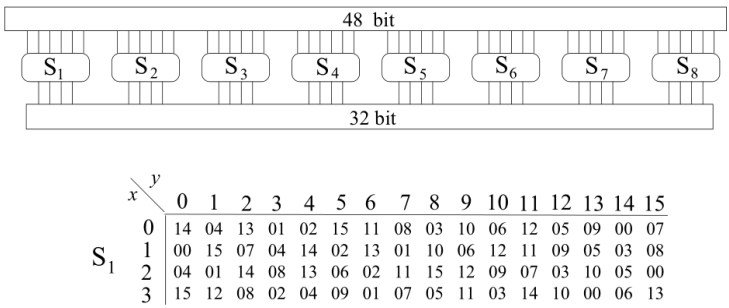 48 bit
S1 S2 S3 S4 S5 S6 S7 S8
32 bit
y
x
0 1 2 3 4 5 6 7 8 9 10 11 12 13 14 15
0 14 04 13 01 02 15 11 08 03 10 06 12 05 09 00 07
S1
1 00 15 07 04 14 02 13 01 10 06 12 11 09 05 03 08
2 04 01 14 08 13 06 02 11 15 12 09 07 03 10 05 00
3 15 12 08 02 04 09 01 07 05 11 03 14 10 00 06 13